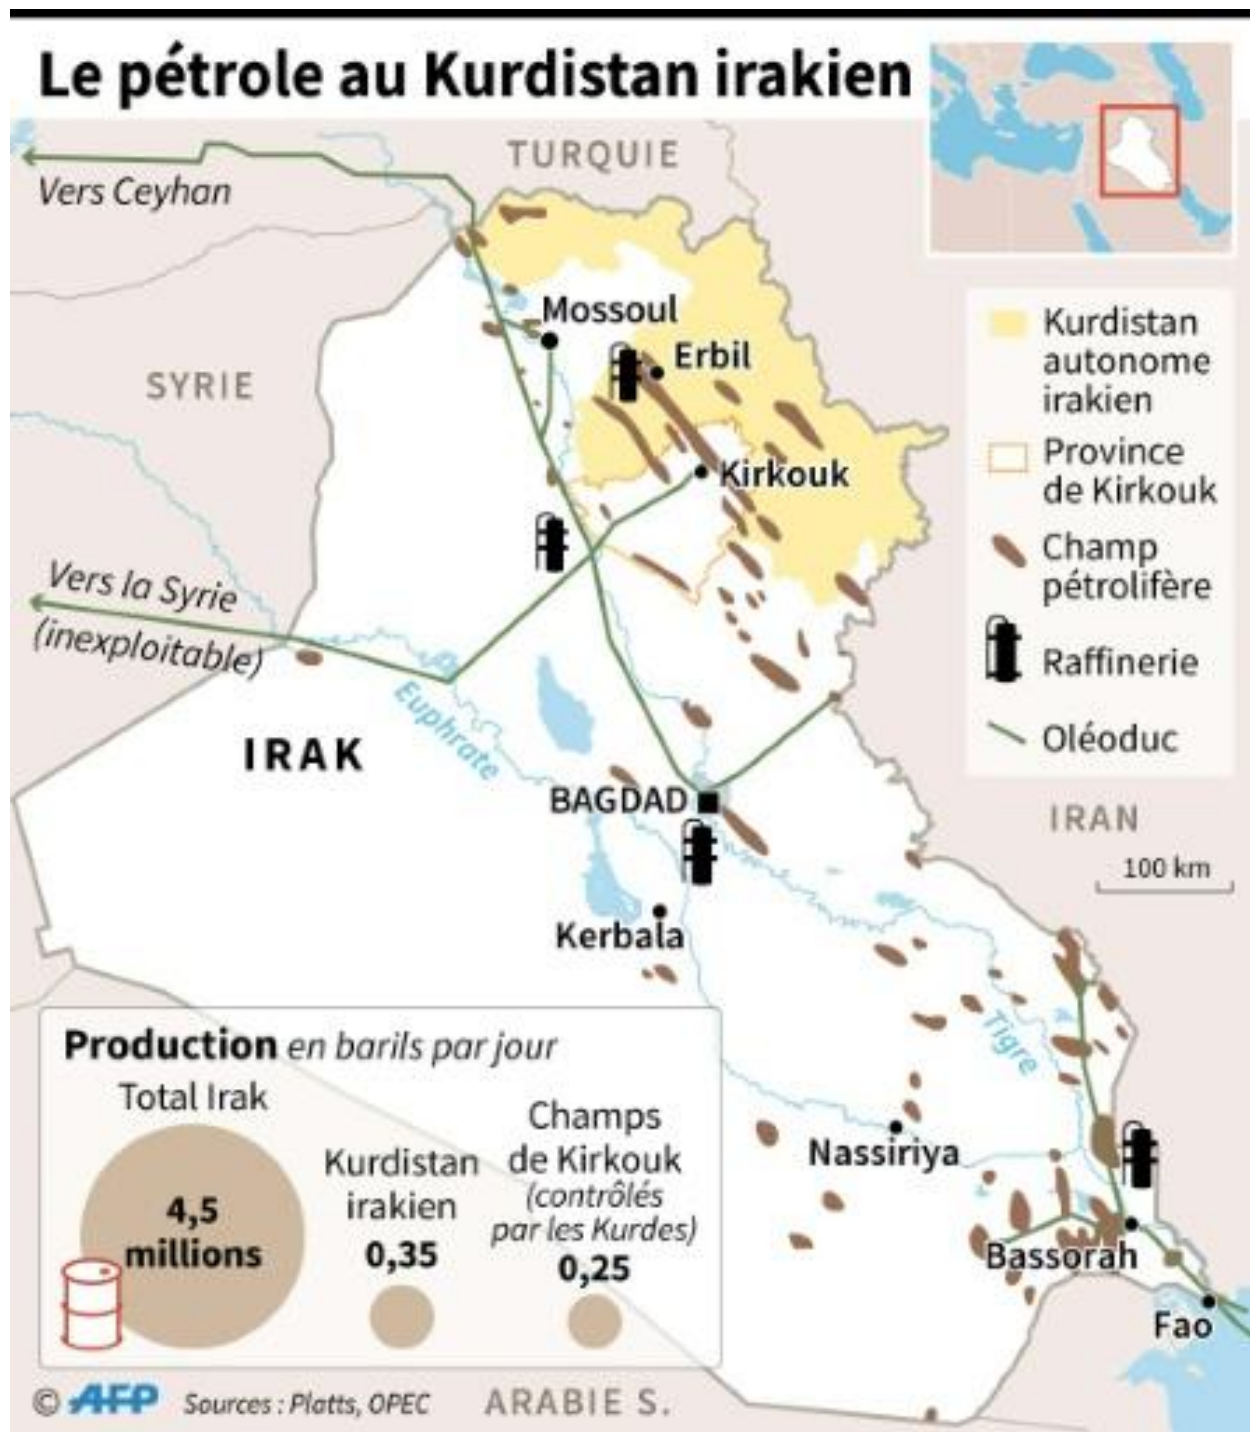 Le pétrole au Kurdistan irakien
TURQUIE
Vers Ceyhan
Mossoul
Erbil
SYRIE
Kirkouk
Kurdistan
autonome
irakien
Province
de Kirkouk
Champ
pétrolifère
Raffinerie
Oléoduc
Vers la Syrie
(inexploitable)
Euphrate
IRAK
BAGDAD
IRAN
100 km
Kerbala
Tigre
Nassiriya
Bassorah
Fao
Production en barils par jour
Total Irak
4,5
millions
Kurdistan
irakien
0,35
Champs
de Kirkouk
(contrôlés
par les Kurdes)
0,25
© AFP Sources : Platts, OPEC
ARABIE S.